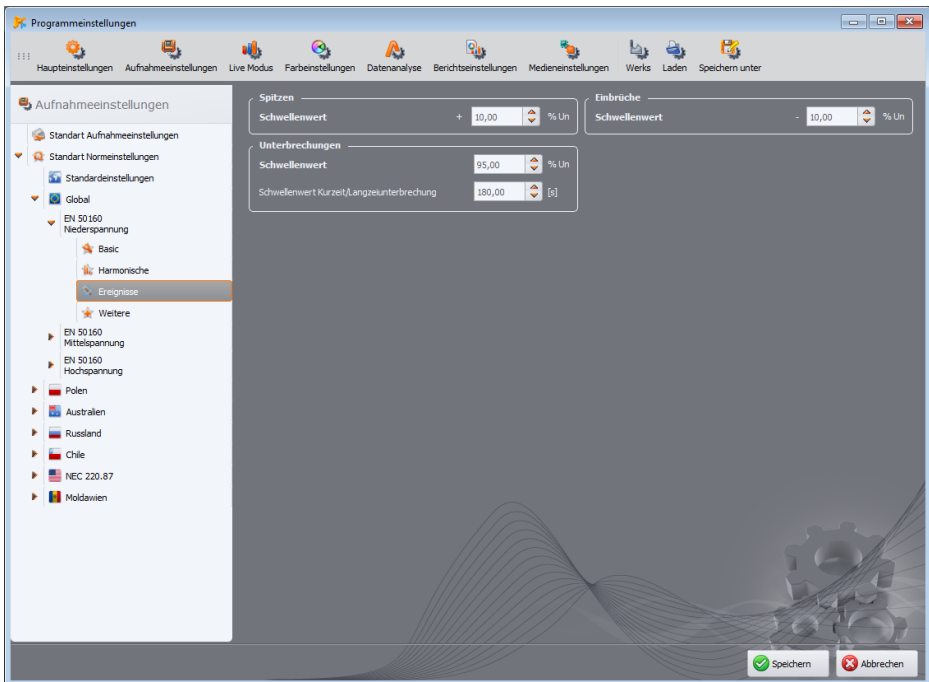 Programmeinstellungen
Haupteinstellungen Aufnahmeeinstellungen Live Modus Farbeinstellungen Datenanalyse Berichtseinstellungen Medieneinstellungen Werks Laden Speichern unter
Aufnahmeeinstellungen
Standart Aufnahmeeinstellungen
Standart Normeinstellungen
Standardeinstellungen
Global
EN 50160
Niederspannung
Basic
Harmonische
Ereignisse
Weitere
EN 50160
Mittelspannung
EN 50160
Hochspannung
Polen
Australien
Russland
Chile
NEC 220.87
Moldawien
Spitzen
Schwellenwert + 10,00 % Un
Einbrüche
Schwellenwert - 10,00 % Un
Unterbrechungen
Schwellenwert 95,00 % Un
Schwellenwert Kurzeit/Langzeiunterbrechung 180,00 [s]
Speichern Abbrechen